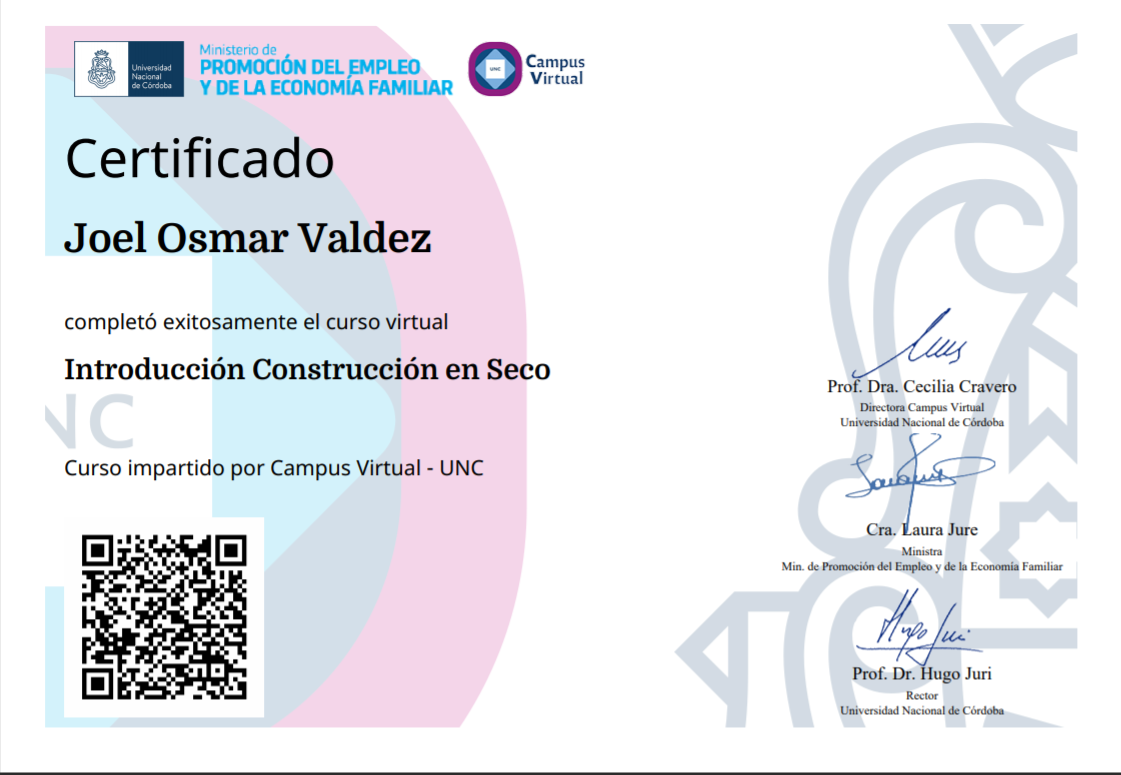 Universidad
Nacional
de Córdoba
Ministerio de
PROMOCIÓN DEL EMPLEO
Y DE LA ECONOMÍA FAMILIAR
UNC
Campus
Virtual
Certificado
Joel Osmar Valdez
completó exitosamente el curso virtual
Introducción Construcción en Seco
NC
Curso impartido por Campus Virtual - UNC
Prof. Dra. Cecilia Cravero
Directora Campus Virtual
Universidad Nacional de Córdoba
Cra. Laura Jure
Ministra
Min. de Promoción del Empleo y de la Economía Familiar
Hugo Juri
Prof. Dr. Hugo Juri
Rector
Universidad Nacional de Córdoba